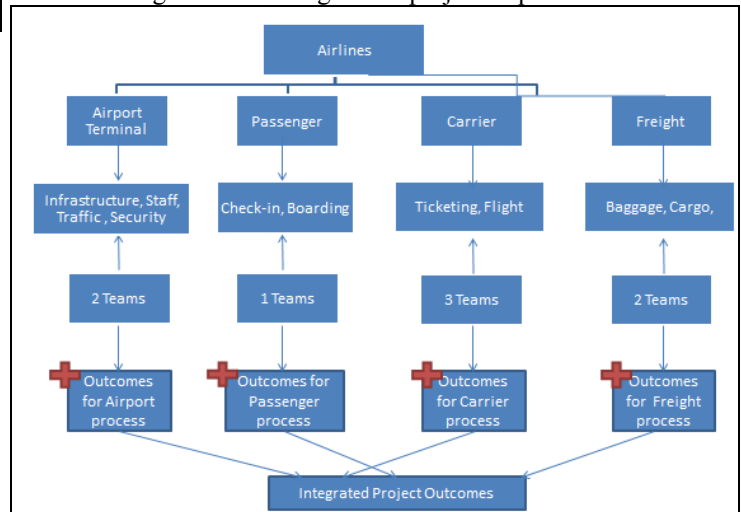 Airlines
Airport
Terminal
Passenger
Carrier
Freight
Infrastructure, Staff,
Traffic , Security
Check-in, Boarding
Ticketing, Flight
Baggage, Cargo,
2 Teams
1 Teams
3 Teams
2 Teams
Outcomes
for Airport
process
Outcomes for
Passenger
process
Outcomes
for Carrier
process
Outcomes
for Freight
process
Integrated Project Outcomes